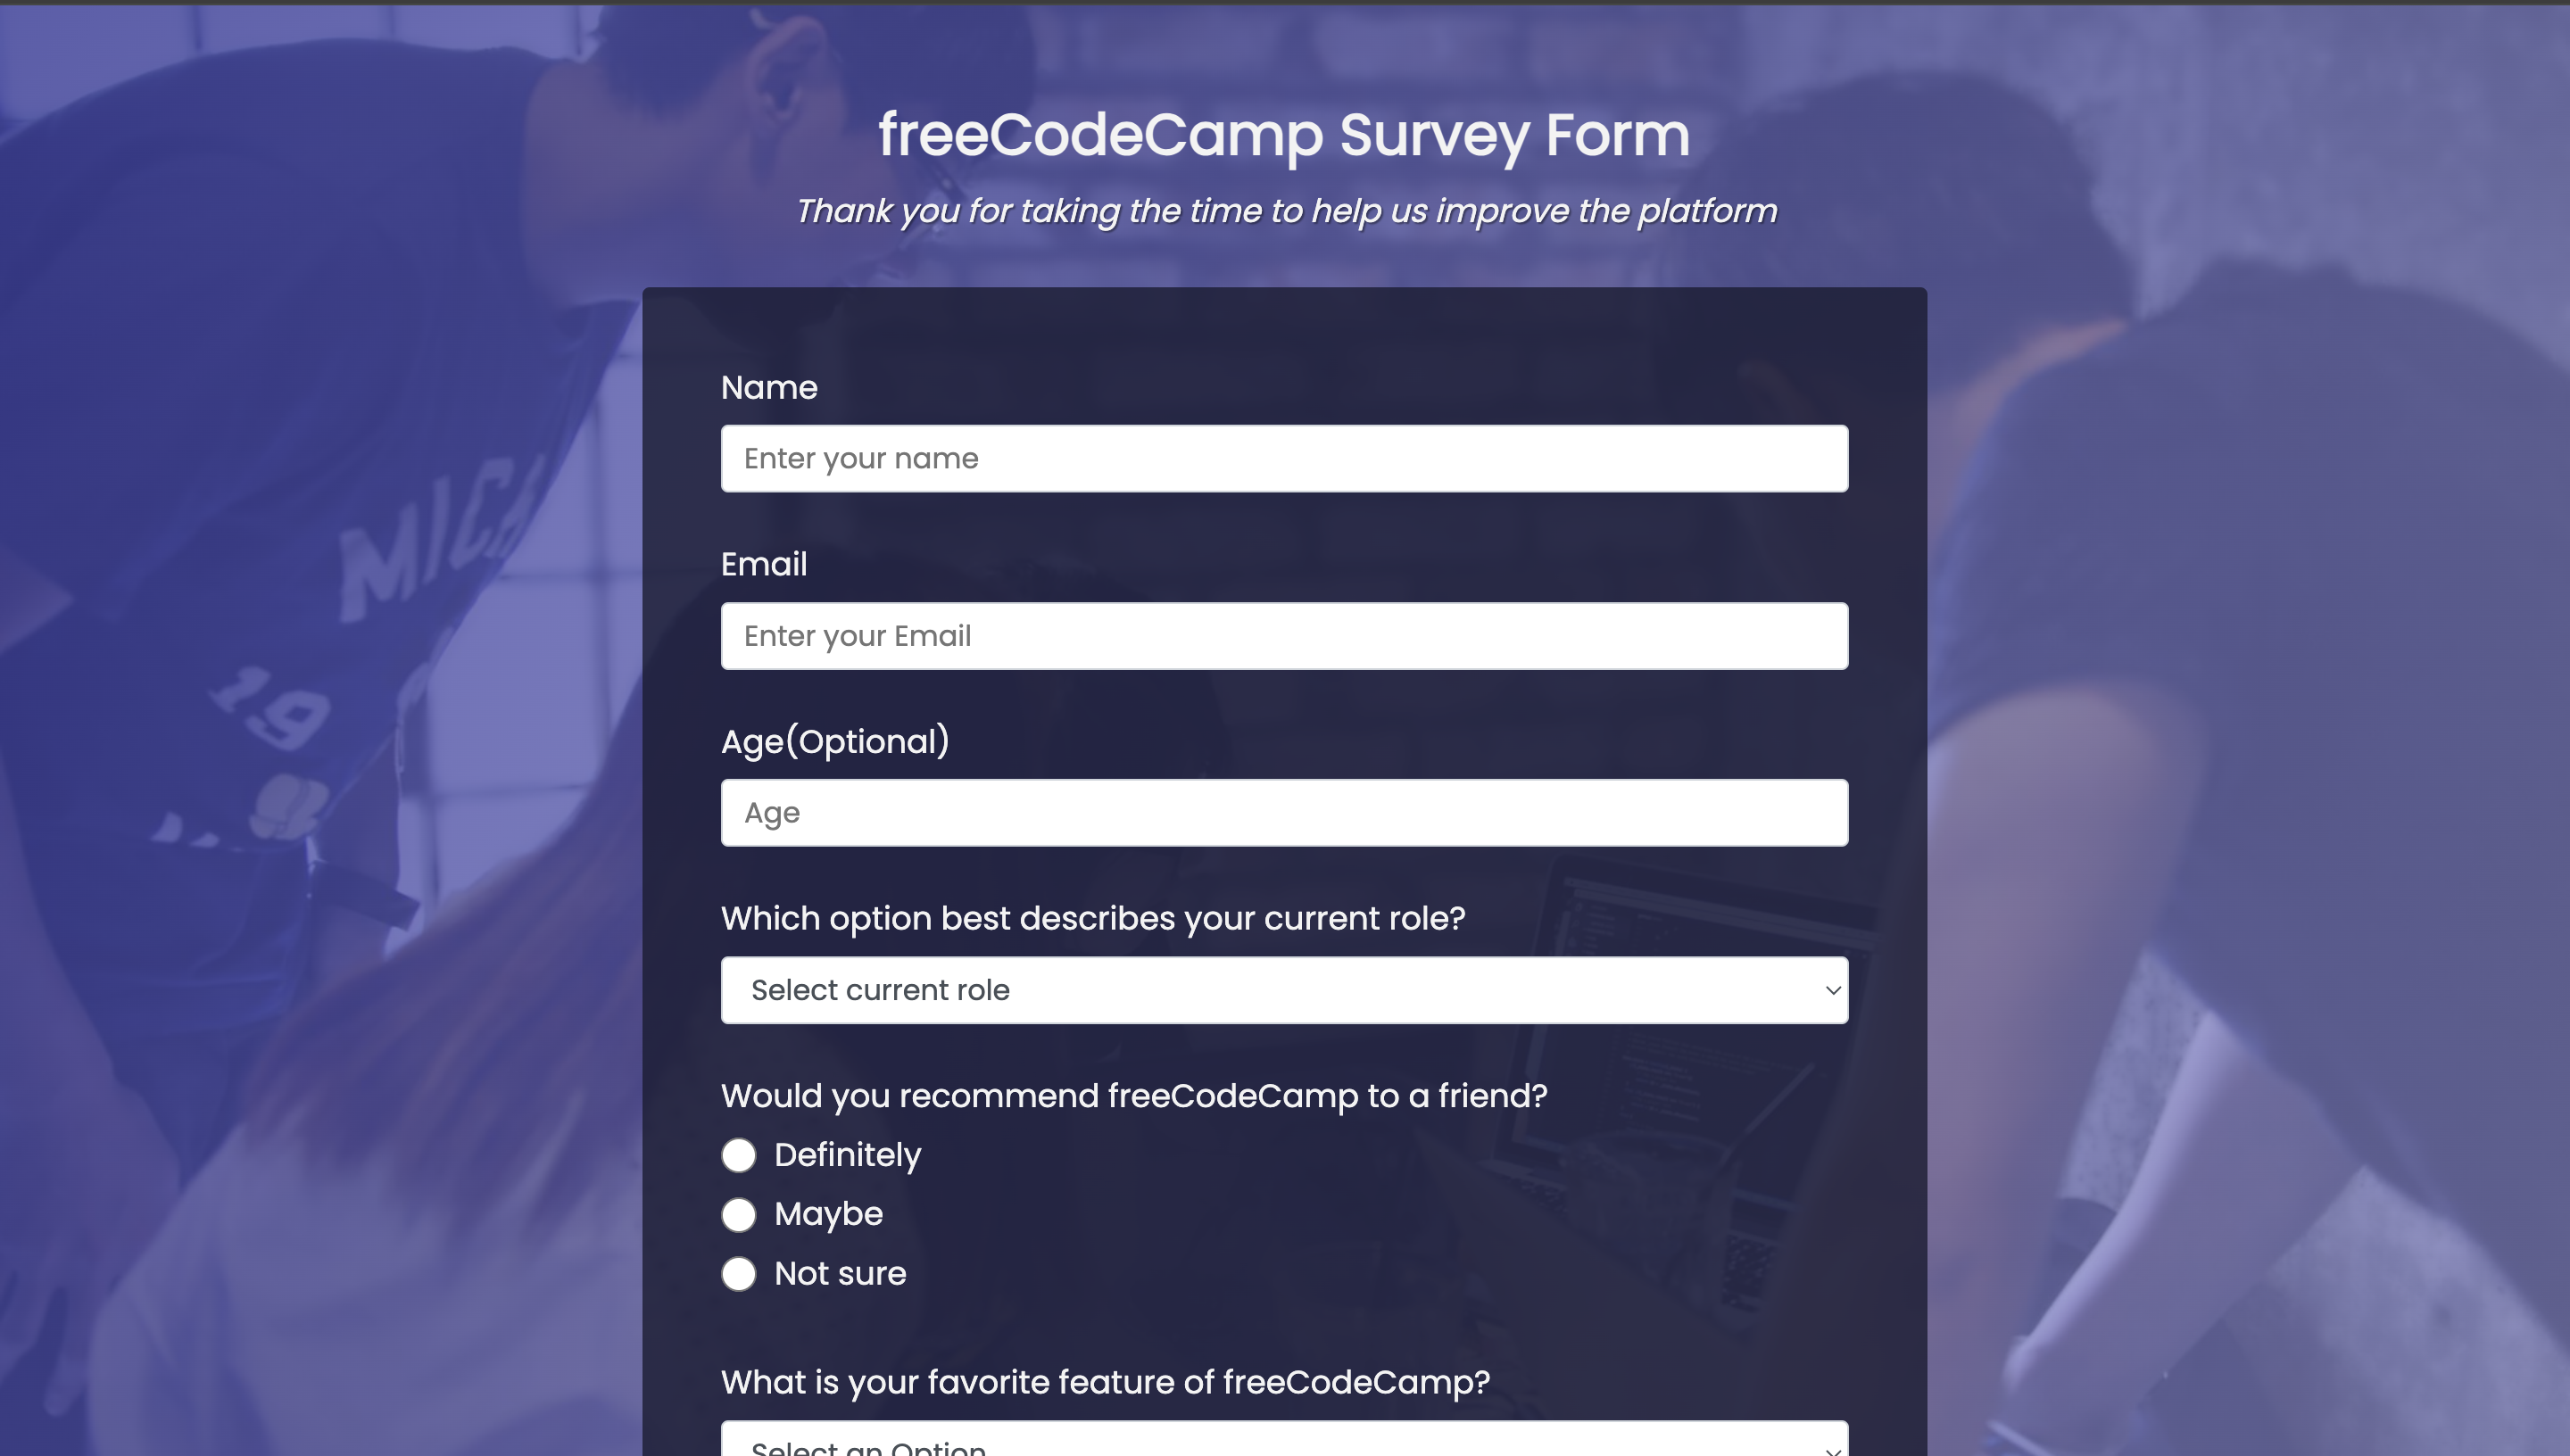 freeCodeCamp Survey Form
Thank you for taking the time to help us improve the platform
Name
Enter your name
Email
Enter your Email
Age(Optional)
Age
Which option best describes your current role?
Select current role
Would you recommend freeCodeCamp to a friend?
Definitely
Maybe
Not sure
What is your favorite feature of freeCodeCamp?
Select an Option
19